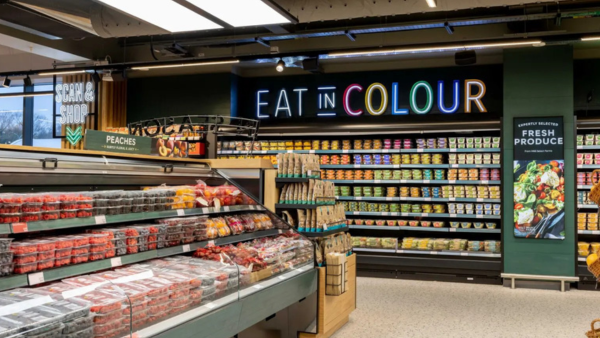 EAT IN COLOUR
SCAN &
SHOP
PEACHES
EXPERTLY SELECTED
FRESH
PRODUCE